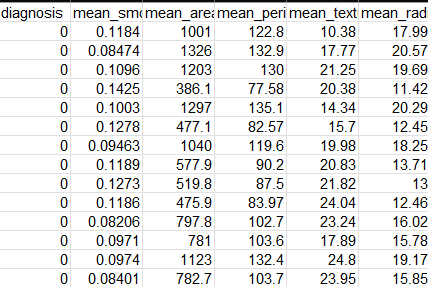 diagnosis mean_smo mean_area mean_peri mean_text mean_radi
0 0.1184 1001 122.8 10.38 17.99
0 0.08474 1326 132.9 17.77 20.57
0 0.1096 1203 130 21.25 19.69
0 0.1425 386.1 77.58 20.38 11.42
0 0.1003 1297 135.1 14.34 20.29
0 0.1278 477.1 82.57 15.7 12.45
0 0.09463 1040 119.6 19.98 18.25
0 0.1189 577.9 90.2 20.83 13.71
0 0.1273 519.8 87.5 21.82 13
0 0.1186 475.9 83.97 24.04 12.46
0 0.08206 797.8 102.7 23.24 16.02
0 0.0971 781 103.6 17.89 15.78
0 0.0974 1123 132.4 24.8 19.17
0 0.08401 782.7 103.7 23.95 15.85